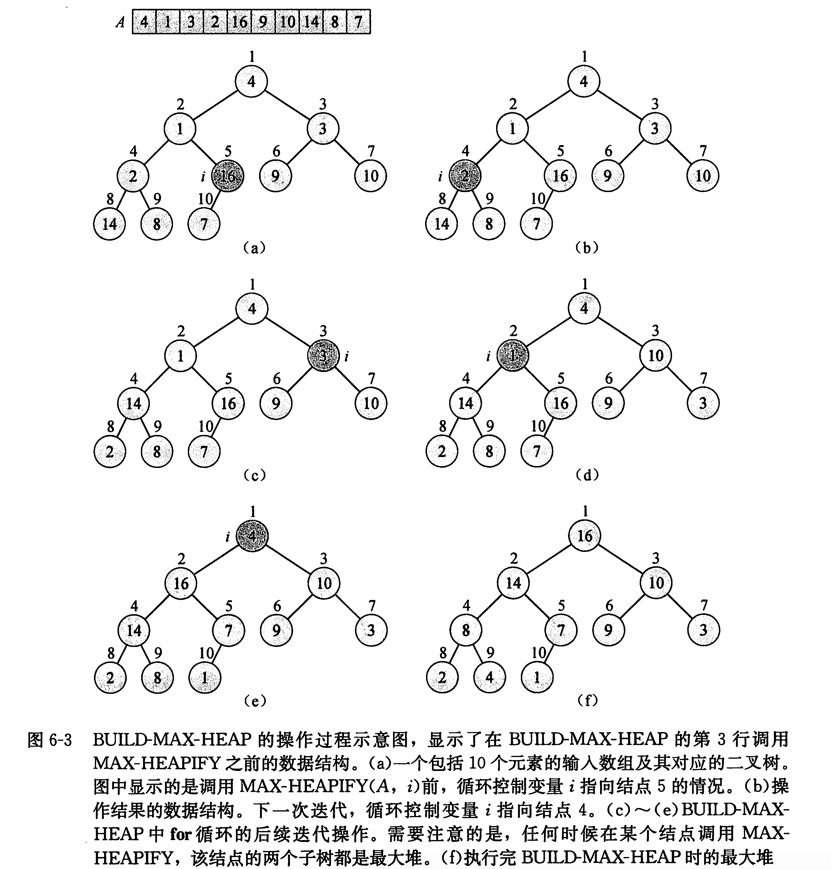 A 4 1 3 2 16 9 10 14 8 7
1
4
2 3
1 3
4 5 6 7
2 i 16 9 10
8 9 10
14 8 7
(a)
1
4
2 3
1 3
4 5 6 7
i 2 16 9 10
8 9 10
14 8 7
(b)
1
4
2 3
1 3 i
4 5 6 7
14 16 9 10
8 9 10
2 8 7
(c)
1
4
2 3
i 1 10
4 5 6 7
14 16 9 3
8 9 10
2 8 7
(d)
1
i 4
2 3
16 10
4 5 6 7
14 7 9 3
8 9 10
2 8 1
(e)
1
16
2 3
14 10
4 5 6 7
8 7 9 3
8 9 10
2 4 1
(f)
图 6-3 BUILD-MAX-HEAP 的操作过程示意图，显示了在 BUILD-MAX-HEAP 的第 3 行调用
MAX-HEAPIFY 之前的数据结构。(a)一个包括 10 个元素的输入数组及其对应的二叉树。
图中显示的是调用 MAX-HEAPIFY(A, i)前，循环控制变量 i 指向结点 5 的情况。(b)操
作结果的数据结构。下一次迭代，循环控制变量 i 指向结点 4。(c)～(e)BUILD-MAX-
HEAP 中 for 循环的后续迭代操作。需要注意的是，任何时候在某个结点调用 MAX-
HEAPIFY，该结点的两个子树都是最大堆。(f)执行完 BUILD-MAX-HEAP 时的最大堆